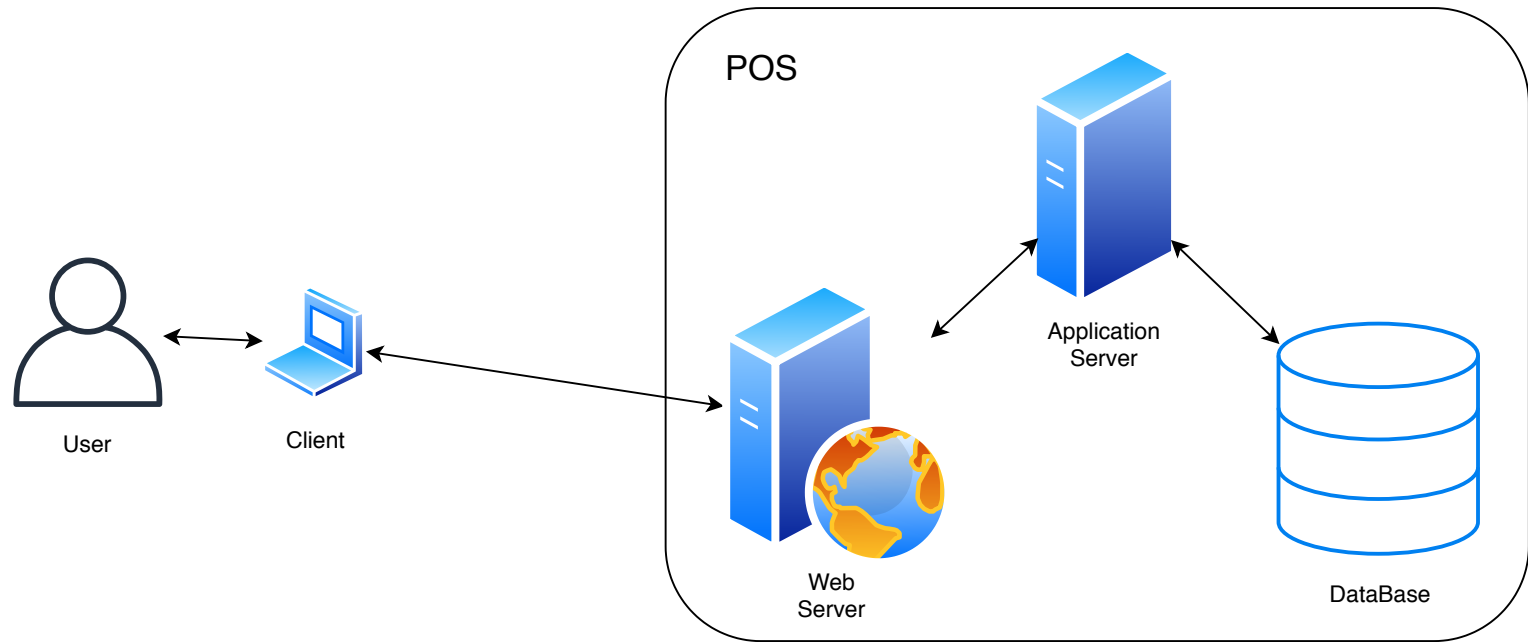 POS
User
Client
Web
Server
Application
Server
DataBase